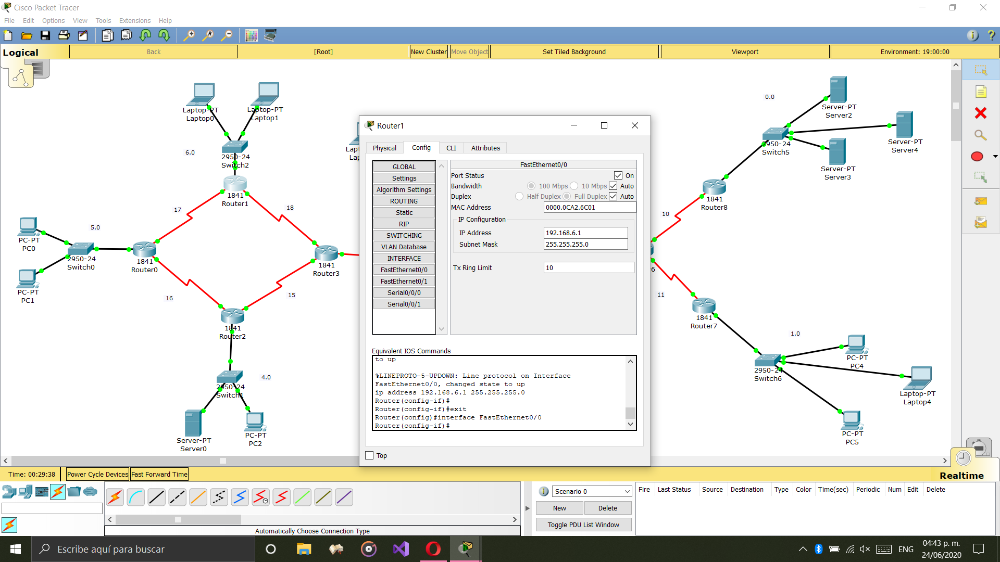 Cisco Packet Tracer
File Edit Options View Tools Extensions Help
Logical
Back
[Root]
New Cluster
Move Object
Set Tiled Background
Viewport
Environment: 19:00:00
Laptop-PT
Laptop0
Laptop-PT
Laptop1
6.0
2950-24
Switch2
1841
Router1
17
18
5.0
PC-PT
PC0
2950-24
Switch0
PC-PT
PC1
1841
Router0
1841
Router3
16
15
1841
Router2
4.0
2950-24
Switch1
Server-PT
Server0
PC-PT
PC2
0.0
Server-PT
Server2
Server-PT
Server4
2950-24
Switch5
Server-PT
Server3
1841
Router8
10
6
11
1841
Router7
1.0
2950-24
Switch6
PC-PT
PC4
Laptop-PT
Laptop4
PC-PT
PC5
Router1
Physical
Config
CLI
Attributes
GLOBAL
Settings
Algorithm Settings
ROUTING
Static
RIP
SWITCHING
VLAN Database
INTERFACE
FastEthernet0/0
FastEthernet0/1
Serial0/0/0
Serial0/0/1
FastEthernet0/0
Port Status On
Bandwidth 100 Mbps 10 Mbps Auto
Duplex Half Duplex Full Duplex Auto
MAC Address 0000.0CA2.6C01
IP Configuration
IP Address 192.168.6.1
Subnet Mask 255.255.255.0
Tx Ring Limit 10
Equivalent IOS Commands
to up
%LINEPROTO-5-UPDOWN: Line protocol on Interface
FastEthernet0/0, changed state to up
ip address 192.168.6.1 255.255.255.0
Router(config-if)#
Router(config-if)#exit
Router(config)#interface FastEthernet0/0
Router(config-if)#
Top
Time: 00:29:38
Power Cycle Devices
Fast Forward Time
Realtime
Automatically Choose Connection Type
Scenario 0
New
Delete
Toggle PDU List Window
Fire Last Status Source Destination Type Color Time(sec) Periodic Num Edit Delete
Escribe aquí para buscar
ENG
04:43 p. m.
24/06/2020